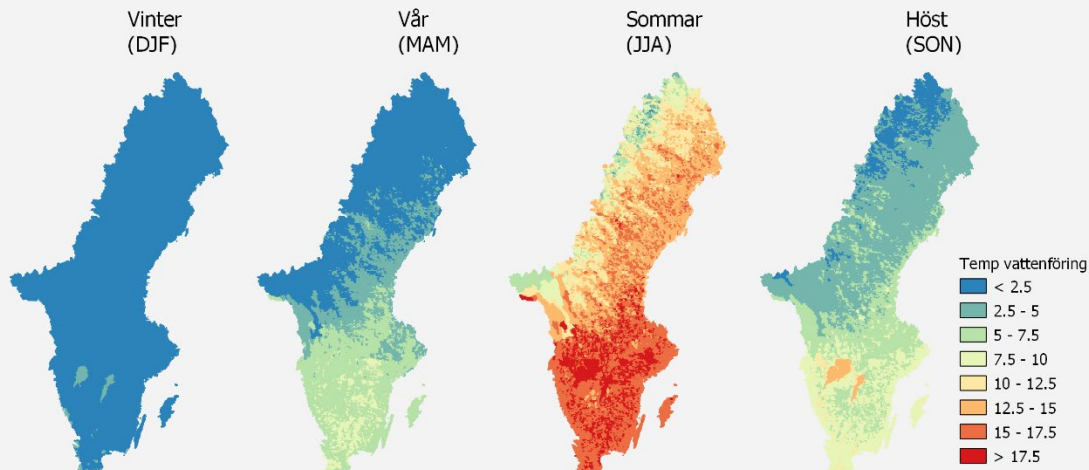 Vinter
(DJF)
Vår
(MAM)
Sommar
(JJA)
Höst
(SON)
Temp vattenföring
< 2.5
2.5 - 5
5 - 7.5
7.5 - 10
10 - 12.5
12.5 - 15
15 - 17.5
> 17.5